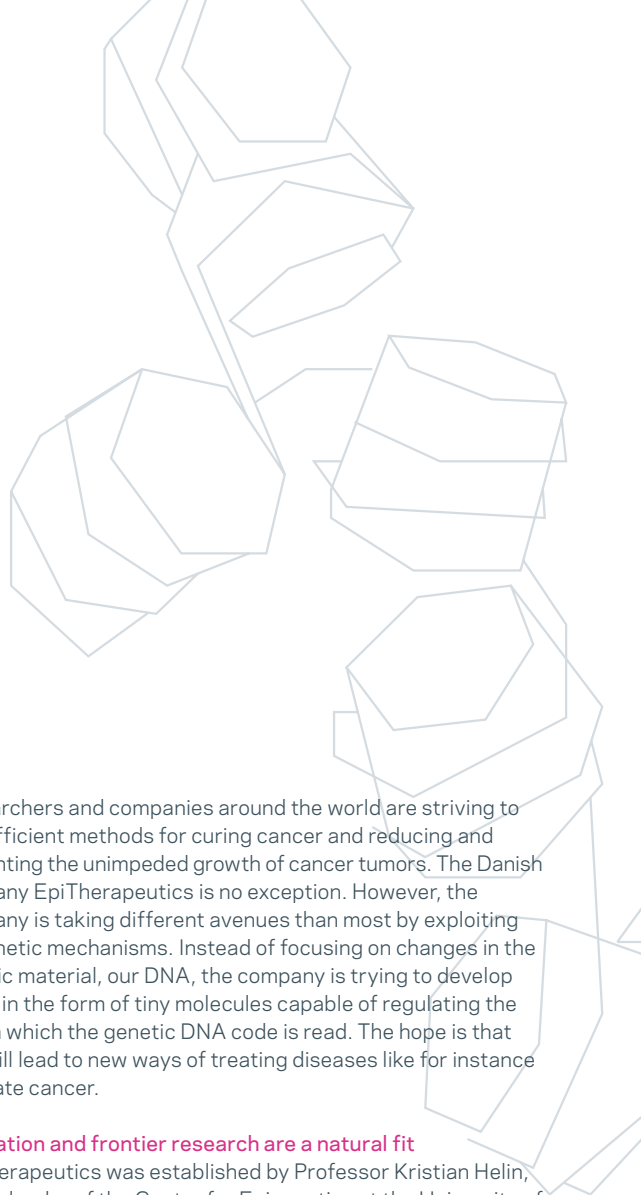 archers and companies around the world are striving to
fficient methods for curing cancer and reducing and
nting the unimpeded growth of cancer tumors. The Danish
any EpiTherapeutics is no exception. However, the
any is taking different avenues than most by exploiting
netic mechanisms. Instead of focusing on changes in the
ic material, our DNA, the company is trying to develop
in the form of tiny molecules capable of regulating the
which the genetic DNA code is read. The hope is that
ill lead to new ways of treating diseases like for instance
ate cancer.
ation and frontier research are a natural fit
erapeutics was established by Professor Kristian Helin,